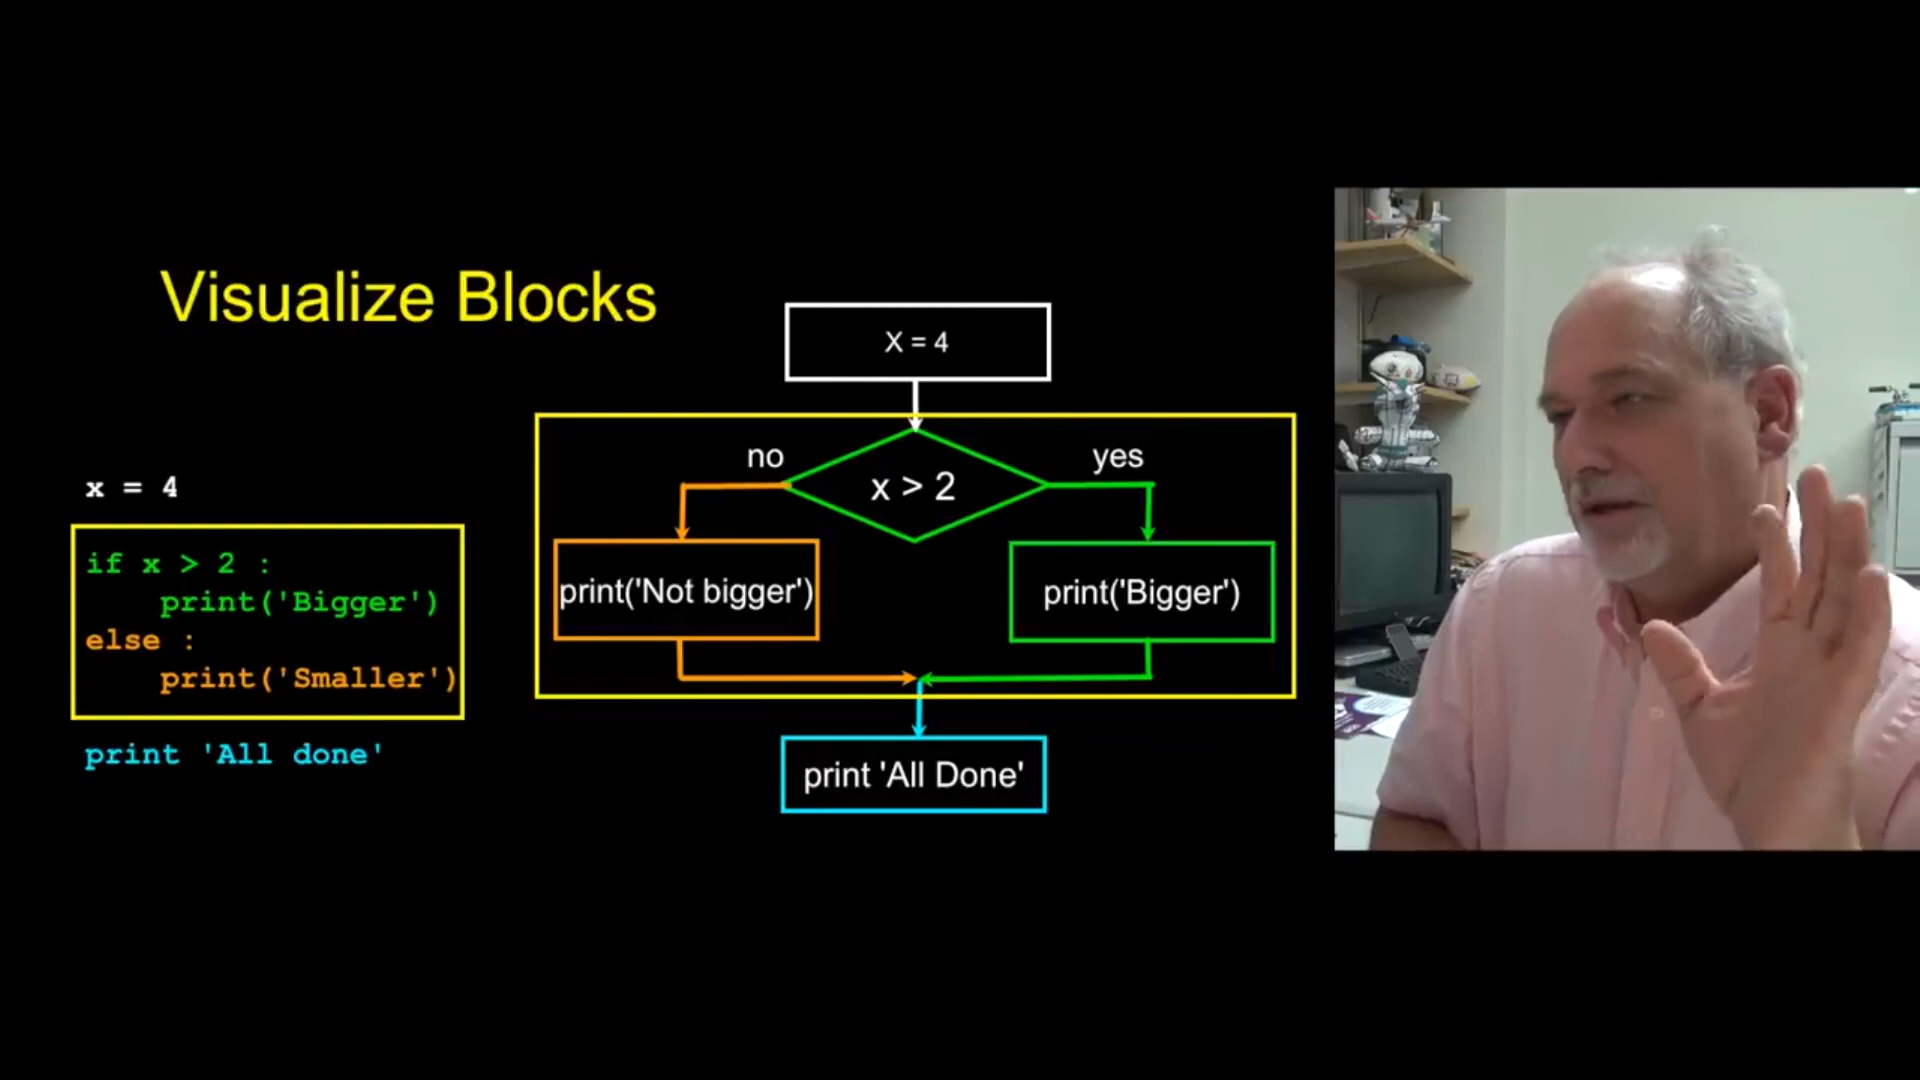 Visualize Blocks
x = 4
if x > 2 :
    print('Bigger')
else :
    print('Smaller')
print 'All done'
X = 4
no
x > 2
yes
print('Not bigger')
print('Bigger')
print 'All Done'